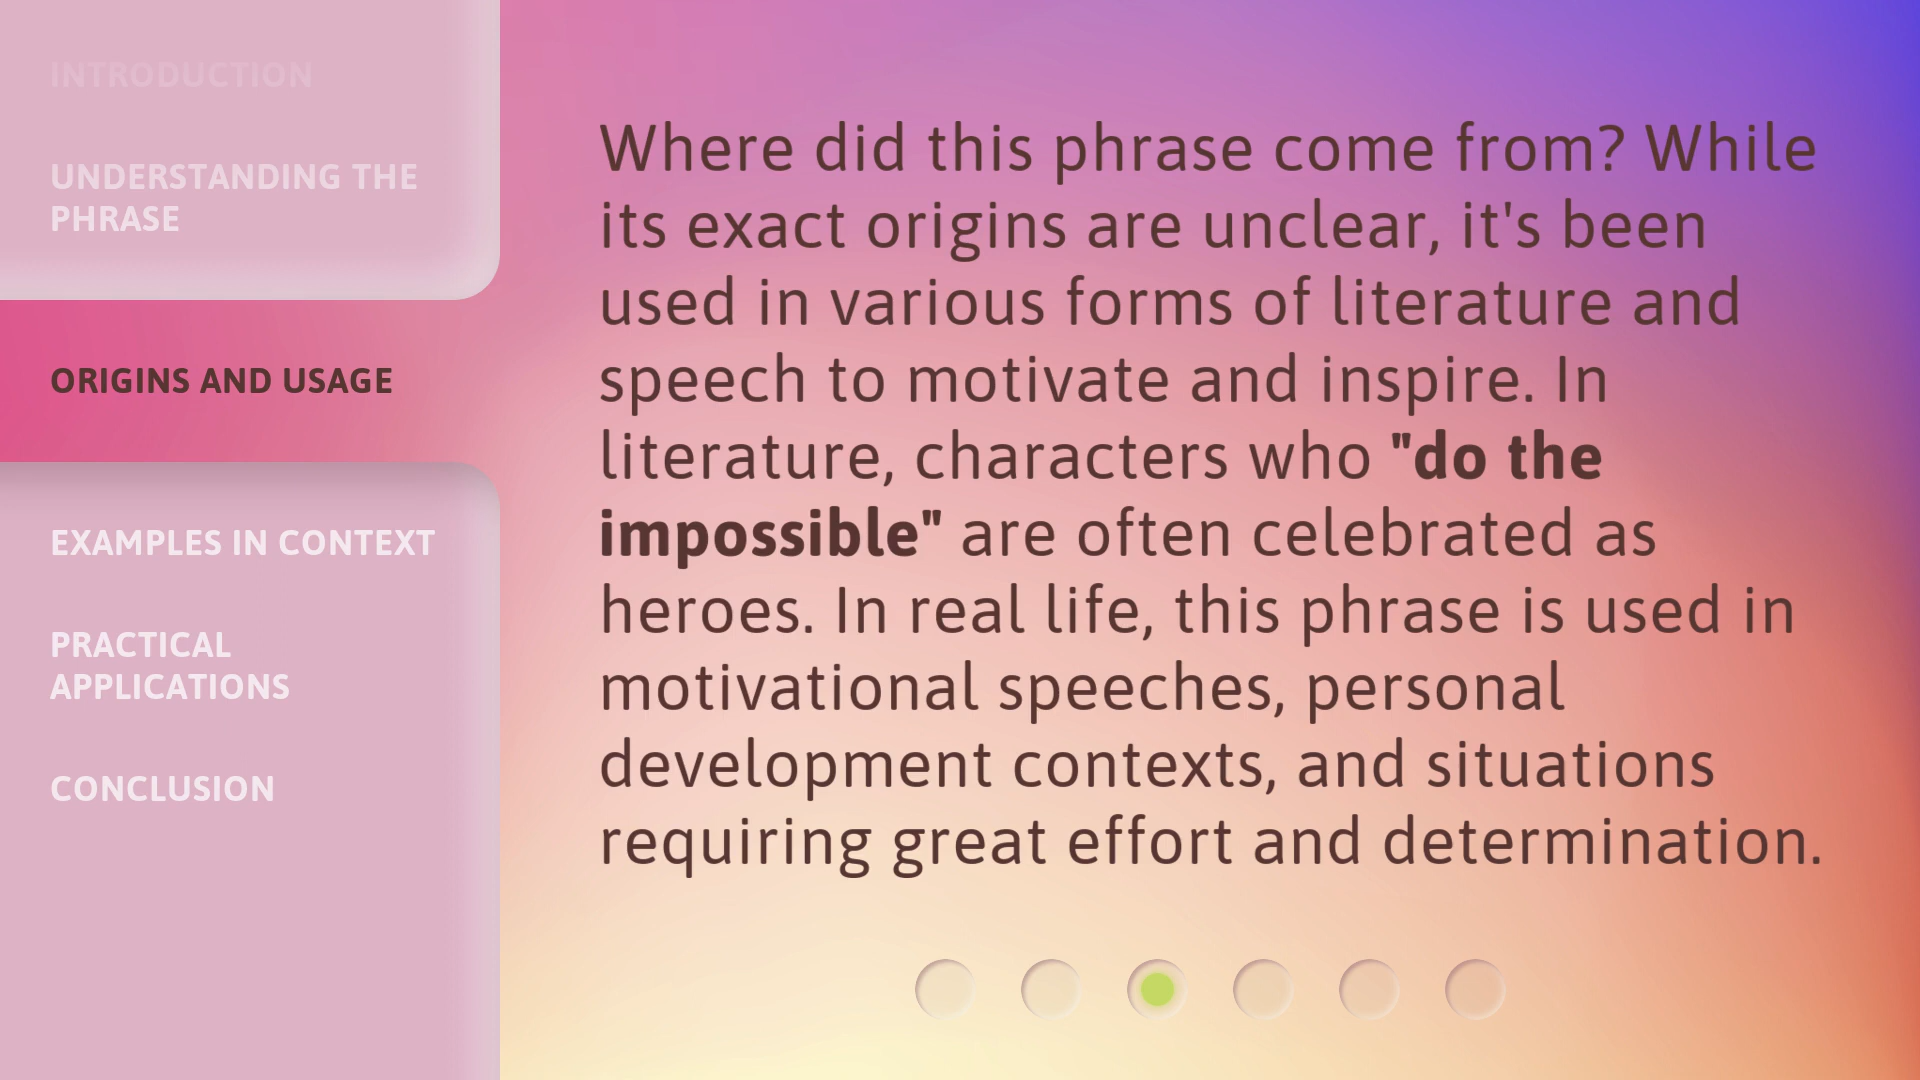 INTRODUCTION
UNDERSTANDING THE
PHRASE
ORIGINS AND USAGE
EXAMPLES IN CONTEXT
PRACTICAL
APPLICATIONS
CONCLUSION
Where did this phrase come from? While
its exact origins are unclear, it's been
used in various forms of literature and
speech to motivate and inspire. In
literature, characters who "do the
impossible" are often celebrated as
heroes. In real life, this phrase is used in
motivational speeches, personal
development contexts, and situations
requiring great effort and determination.